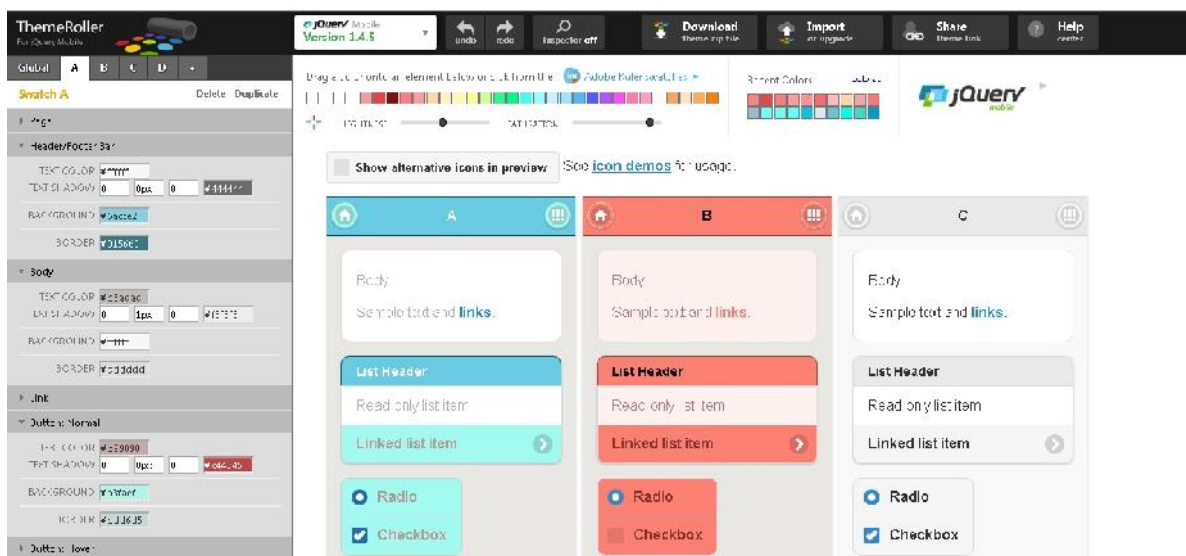 ThemeRoller
For jQuery Mobile
jQuery Mobile
Version 1.4.5
undo
redo
Inspector off
Download
theme zip file
Import
or upgrade
Share
theme link
Help
center
Global
A
B
C
D
+
Swatch A
Delete Duplicate
Adobe Kuler swatches
Recent Colors
jQuery
mobile
Page
Header/Footer Bar
TEXT COLOR
TEXT SHADOW 0 0px 0 #444444
BACKGROUND
BORDER
Body
TEXT COLOR
TEXT SHADOW 0 1px 0
BACKGROUND
BORDER #dddddd
Link
Button: Normal
TEXT COLOR
TEXT SHADOW 0 0px 0
BACKGROUND
BORDER
Button: Hover
Show alternative icons in preview
See icon demos for usage.
A
Body
Sample text and links.
List Header
Read only list item
Linked list item
Radio
Checkbox
B
Body
Sample text and links.
List Header
Read only list item
Linked list item
Radio
Checkbox
C
Body
Sample text and links.
List Header
Read only list item
Linked list item
Radio
Checkbox